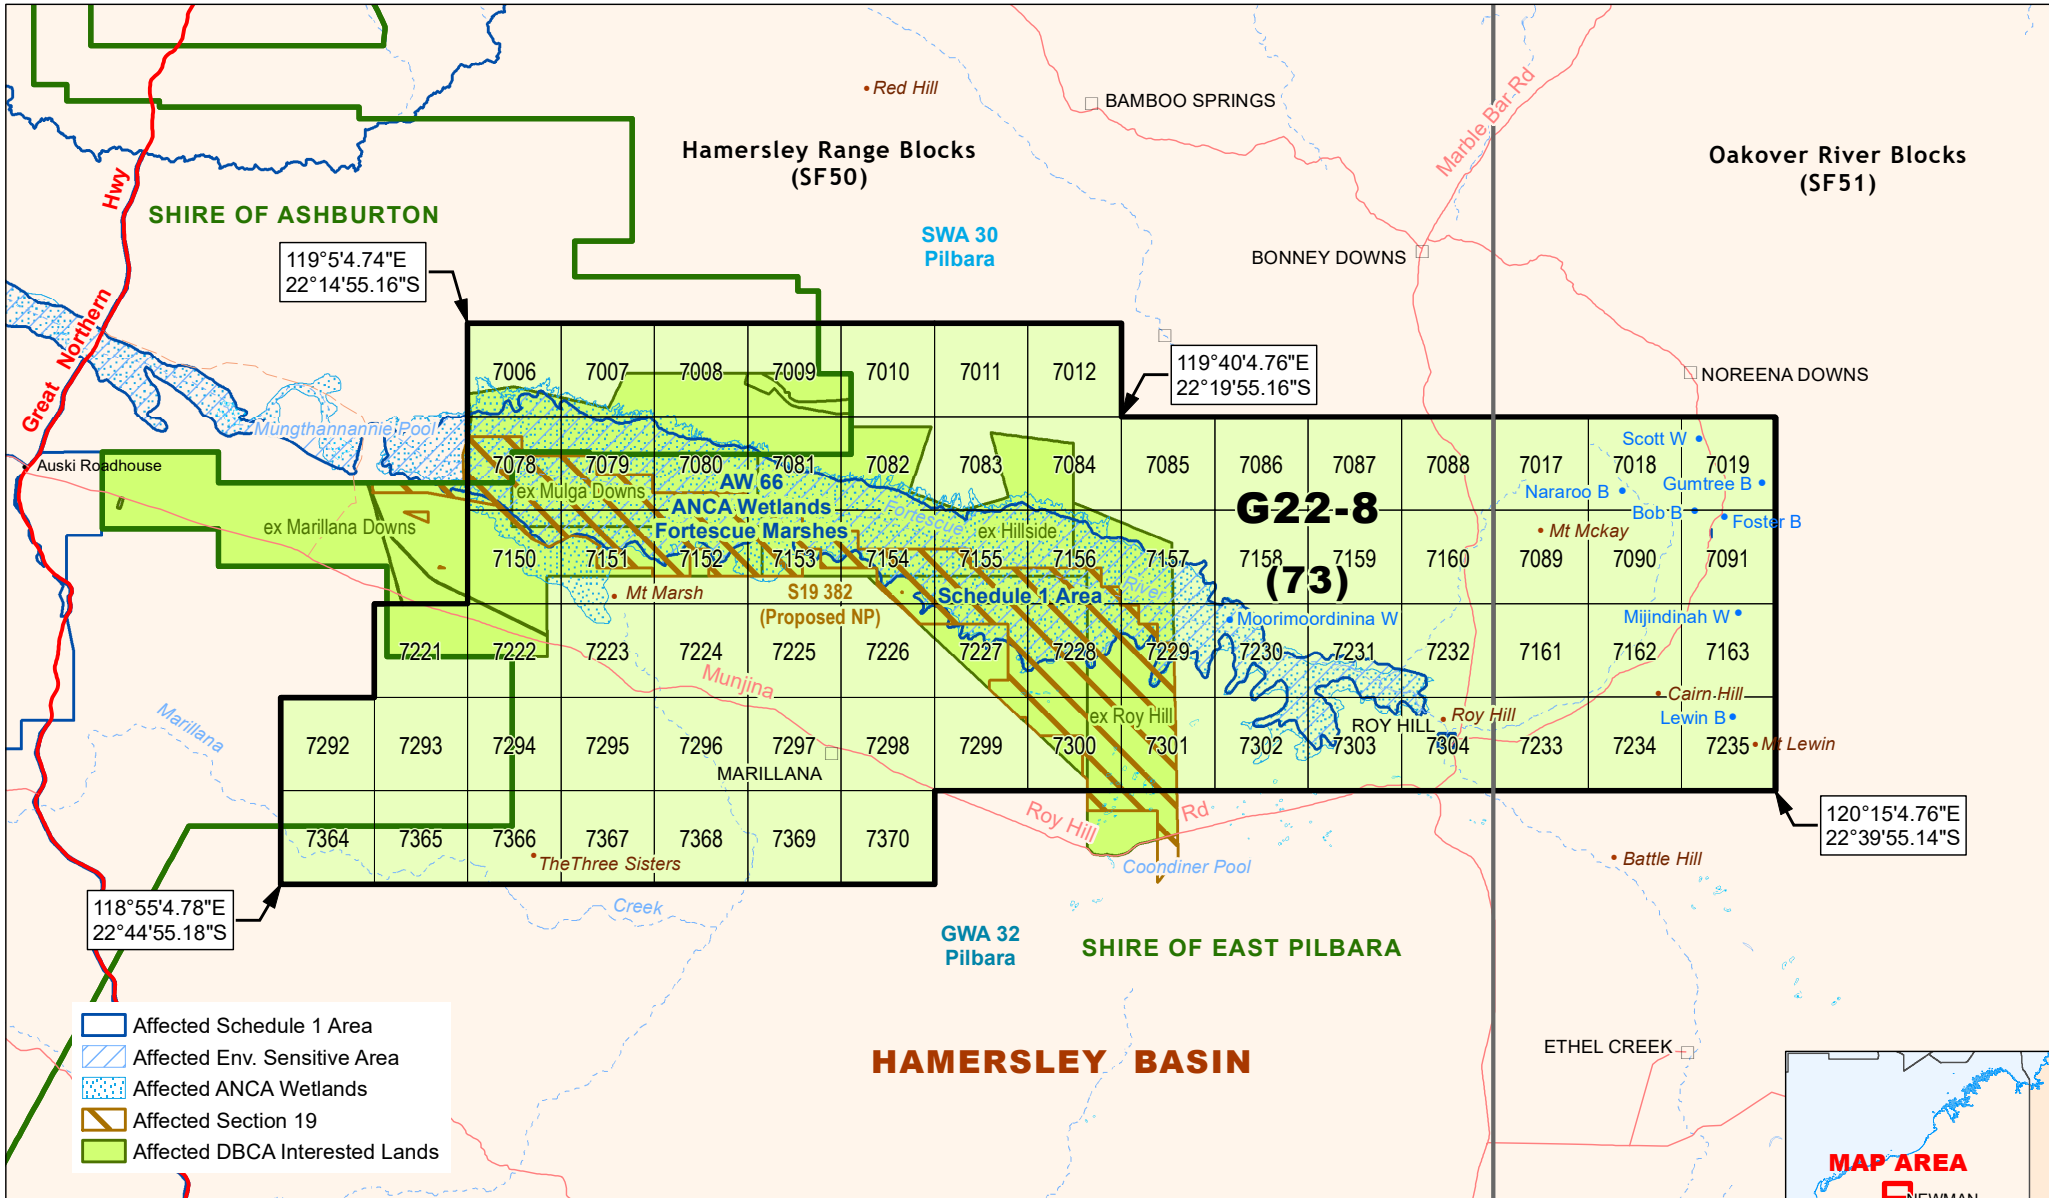 Red Hill
BAMBOO SPRINGS
Marble Bar Rd
Hamersley Range Blocks
(SF50)
Oakover River Blocks
(SF51)
Great Northern Hwy
SHIRE OF ASHBURTON
SWA 30
Pilbara
BONNEY DOWNS
119°5'4.74"E
22°14'55.16"S
119°40'4.76"E
22°19'55.16"S
NOREENA DOWNS
7006 7007 7008 7009 7010 7011 7012
Mungthannannie Pool
Auski Roadhouse
Scott W
7078 7079 7080 7081 7082 7083 7084 7085 7086 7087 7088 7017 7018 7019
AW 66
ANCA Wetlands
Fortescue Marshes
ex Mulga Downs
Nararoo B
Gumtree B
G22-8
(73)
Bob B
Foster B
Fortescue
River
ex Marillana Downs
ex Hillside
Mt Mckay
7150 7151 7152 7153 7154 7155 7156 7157 7158 7159 7160 7089 7090 7091
Mt Marsh
S19 382
(Proposed NP)
Schedule 1 Area
Moorimoordinina W
Mijindinah W
7221 7222 7223 7224 7225 7226 7227 7228 7229 7230 7231 7232 7161 7162 7163
Munjina
Cairn Hill
Marillana
ex Roy Hill
ROY HILL
Roy Hill
Lewin B
7292 7293 7294 7295 7296 7297 7298 7299 7300 7301 7302 7303 7304 7233 7234 7235
Mt Lewin
MARILLANA
Roy Hill
Rd
120°15'4.76"E
22°39'55.14"S
7364 7365 7366 7367 7368 7369 7370
TheThree Sisters
Coondiner Pool
Battle Hill
118°55'4.78"E
22°44'55.18"S
Creek
GWA 32
Pilbara
SHIRE OF EAST PILBARA
Affected Schedule 1 Area
Affected Env. Sensitive Area
Affected ANCA Wetlands
Affected Section 19
Affected DBCA Interested Lands
HAMERSLEY BASIN
ETHEL CREEK
MAP AREA
NEWMAN